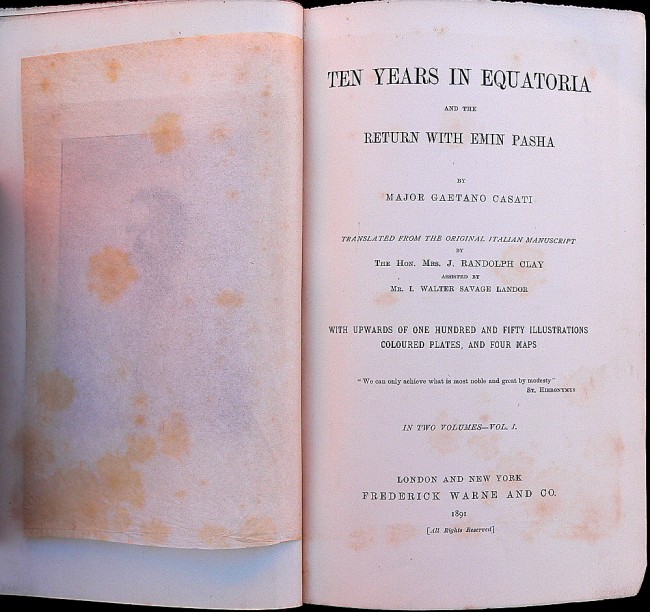 TEN YEARS IN EQUATORIA
AND THE
RETURN WITH EMIN PASHA
BY
MAJOR GAETANO CASATI
TRANSLATED FROM THE ORIGINAL ITALIAN MANUSCRIPT
BY
THE HON. MRS. J. RANDOLPH CLAY
ASSISTED BY
MR. I. WALTER SAVAGE LANDOR
WITH UPWARDS OF ONE HUNDRED AND FIFTY ILLUSTRATIONS
COLOURED PLATES, AND FOUR MAPS
"We can only achieve what is most noble and great by modesty"
ST. HIERONYMUS
IN TWO VOLUMES—VOL. I.
LONDON AND NEW YORK
FREDERICK WARNE AND CO.
1891
[All Rights Reserved]